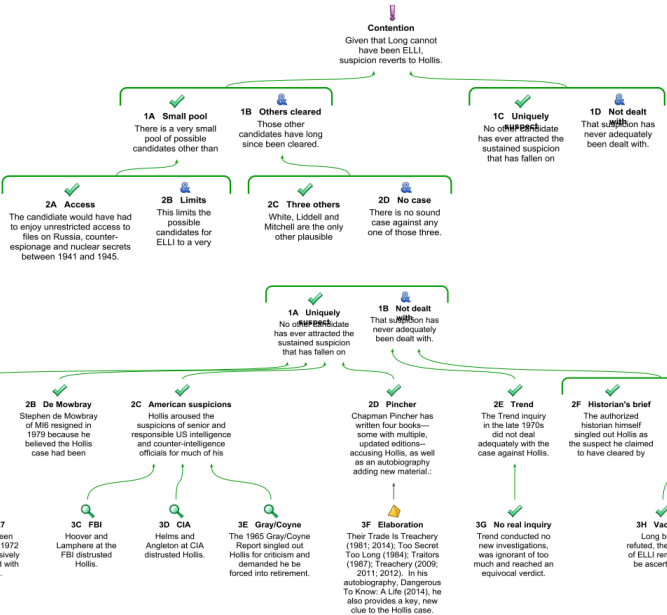 Contention
Given that Long cannot
have been ELLI,
suspicion reverts to Hollis.
1A Small pool
There is a very small
pool of possible
candidates other than
1B Others cleared
Those other
candidates have long
since been cleared.
1C Uniquely
suspect
No other candidate
has ever attracted the
sustained suspicion
that has fallen on
1D Not dealt
with
That suspicion has
never adequately
been dealt with.
2A Access
The candidiate would have had
to enjoy unrestricted access to
files on Russia, counter-
espionage and nuclear secrets
between 1941 and 1945.
2B Limits
This limits the
possible
candidates for
ELLI to a very
2C Three others
White, Liddell and
Mitchell are the only
other plausible
2D No case
There is no sound
case against any
one of those three.
1A Uniquely
suspect
No other candidate
has ever attracted the
sustained suspicion
that has fallen on
1B Not dealt
with
That suspicion has
never adequately
been dealt with.
2B De Mowbray
Stephen de Mowbray
of MI6 resigned in
1979 because he
believed the Hollis
case had been
2C American suspicions
Hollis aroused the
suspicions of senior and
responsible US intelligence
and counter-intelligence
officials for much of his
2D Pincher
Chapman Pincher has
written four books—
some with multiple,
updated editions--
accusing Hollis, as well
as an autobiography
adding new material.:
2E Trend
The Trend inquiry
in the late 1970s
did not deal
adequately with the
case against Hollis.
2F Historian's brief
The authorized
historian himself
singled out Hollis as
the suspect he claimed
to have cleared by
7
een
1972
sively
d with
.
3C FBI
Hoover and
Lamphere at the
FBI distrusted
Hollis.
3D CIA
Helms and
Angleton at CIA
distrusted Hollis.
3E Gray/Coyne
The 1965 Gray/Coyne
Report singled out
Hollis for criticism and
demanded he be
forced into retirement.
3F Elaboration
Their Trade Is Treachery
(1981; 2014); Too Secret
Too Long (1984); Traitors
(1987); Treachery (2009;
2011; 2012). In his
autobiography, Dangerous
To Know: A Life (2014), he
also provides a key, new
clue to the Hollis case.
3G No real inquiry
Trend conducted no
new investigations,
was ignorant of too
much and reached an
equivocal verdict.
3H Vac
Long b
refuted, the
of ELLI rer
be ascert